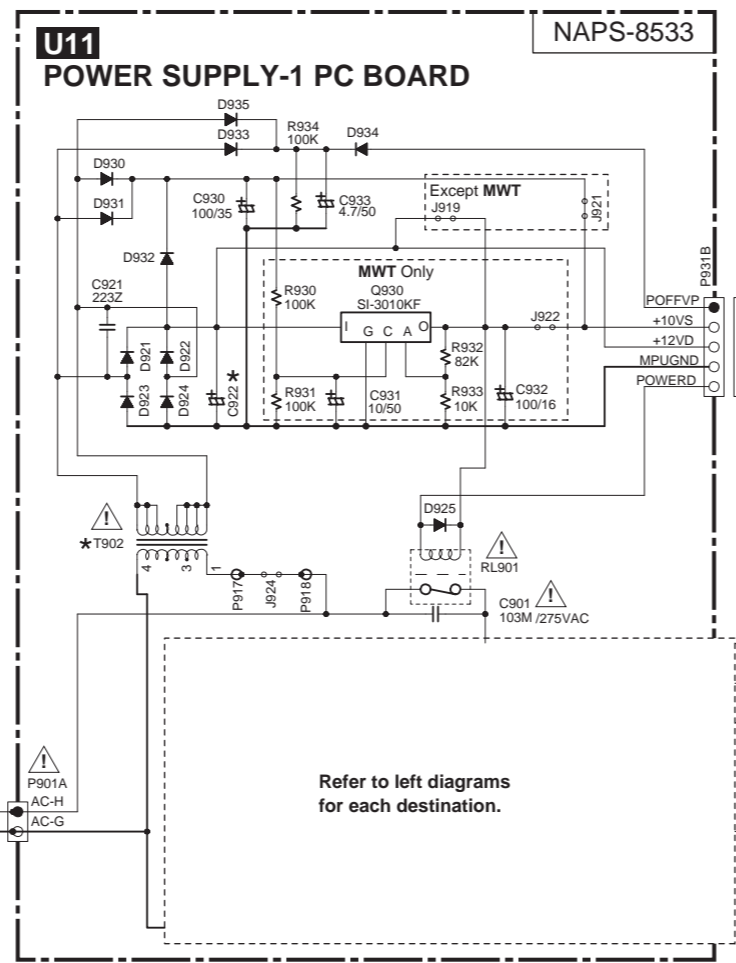 U11
NAPS-8533
POWER SUPPLY-1 PC BOARD
D935
D933
R934
100K
D934
D930
D931
C930
100/35
C933
4.7/50
Except MWT
J919
J921
D932
P931B
MWT Only
C921
223Z
R930
100K
Q930
SI-3010KF
I G C A O
J922
POFFVP
+10VS
+12VD
MPUGND
POWERD
D921
D922
R932
82K
D923
D924
C922
*
R931
100K
C931
10/50
R933
10K
C932
100/16
D925
!
*T902
!
RL901
4 3 1
P917
J924
P918
C901
103M /275VAC
!
!
P901A
AC-H
AC-G
Refer to left diagrams
for each destination.